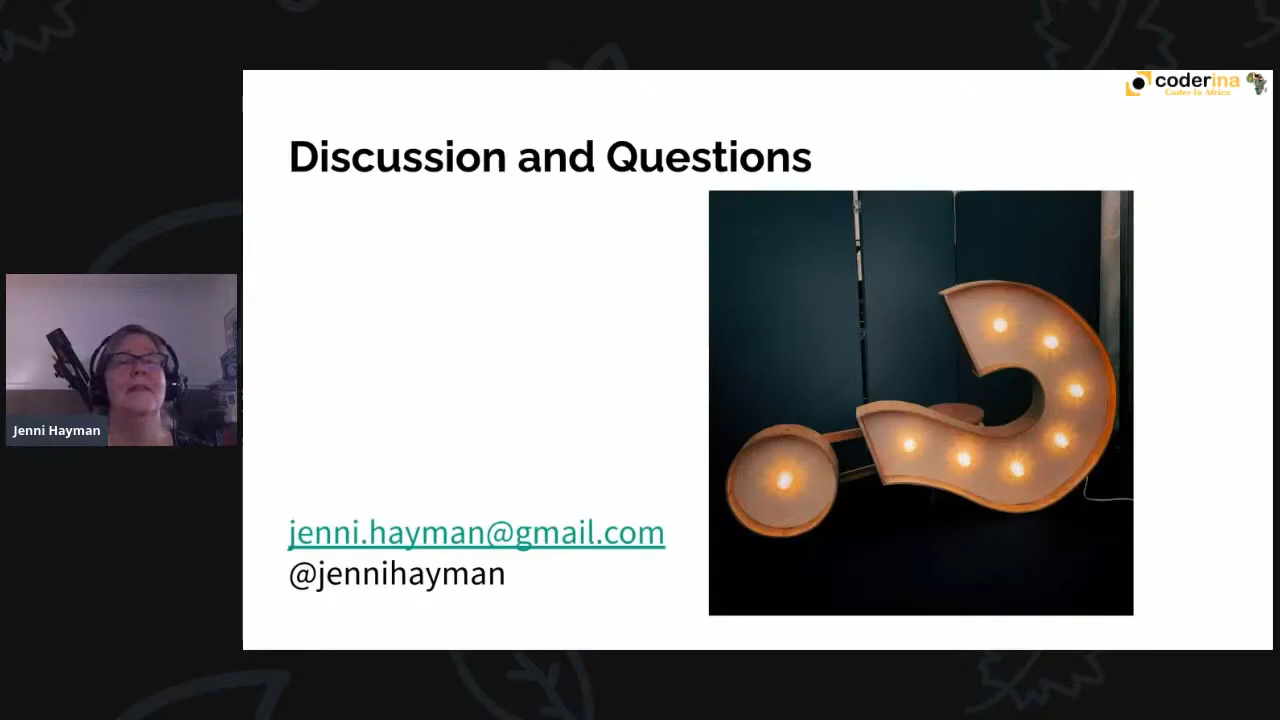 coderina
Coder in Africa
Discussion and Questions
Jenni Hayman
jenni.hayman@gmail.com
@jennihayman